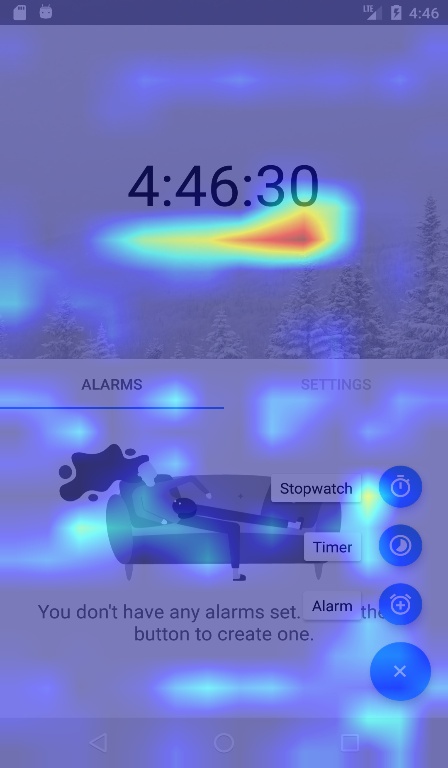 LTE 4:46
4:46:30
ALARMS SETTINGS
Stopwatch
Timer
Alarm
You don't have any alarms set. the
button to create one.